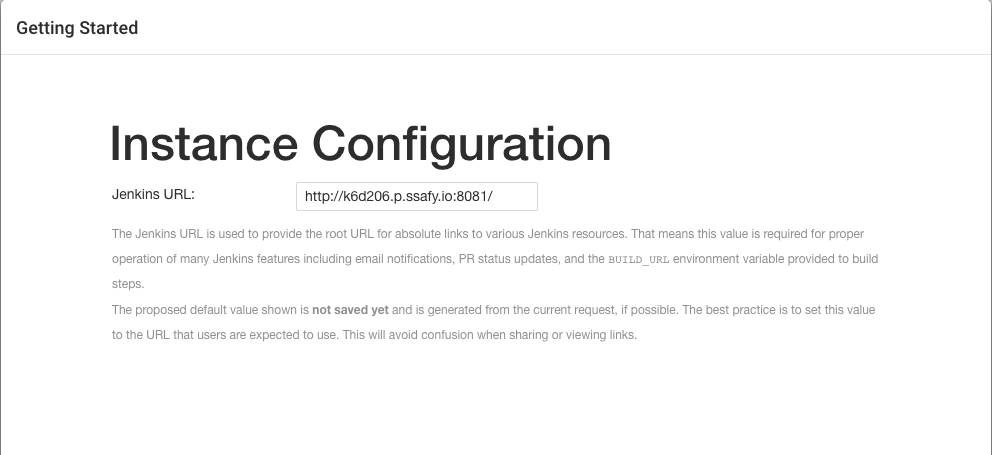 Getting Started
Instance Configuration
Jenkins URL: http://k6d206.p.ssafy.io:8081/
The Jenkins URL is used to provide the root URL for absolute links to various Jenkins resources. That means this value is required for proper
operation of many Jenkins features including email notifications, PR status updates, and the BUILD_URL environment variable provided to build
steps.
The proposed default value shown is not saved yet and is generated from the current request, if possible. The best practice is to set this value
to the URL that users are expected to use. This will avoid confusion when sharing or viewing links.